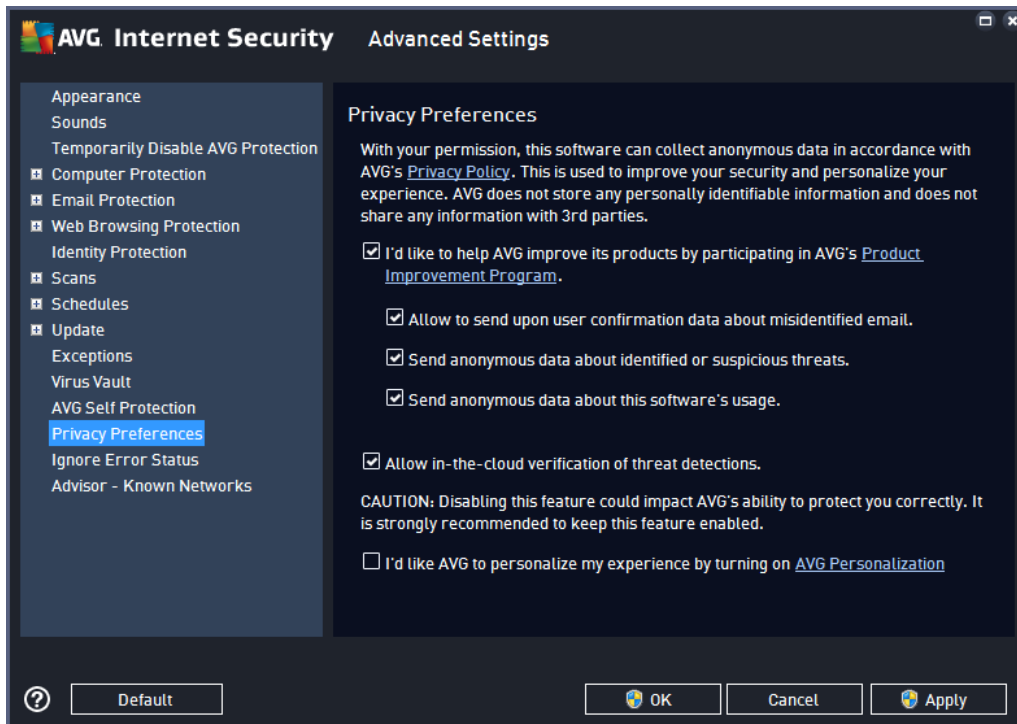 AVG Internet Security Advanced Settings
Appearance
Sounds
Temporarily Disable AVG Protection
Computer Protection
Email Protection
Web Browsing Protection
Identity Protection
Scans
Schedules
Update
Exceptions
Virus Vault
AVG Self Protection
Privacy Preferences
Ignore Error Status
Advisor - Known Networks
Privacy Preferences
With your permission, this software can collect anonymous data in accordance with
AVG's Privacy Policy. This is used to improve your security and personalize your
experience. AVG does not store any personally identifiable information and does not
share any information with 3rd parties.
I'd like to help AVG improve its products by participating in AVG's Product
Improvement Program.
Allow to send upon user confirmation data about misidentified email.
Send anonymous data about identified or suspicious threats.
Send anonymous data about this software's usage.
Allow in-the-cloud verification of threat detections.
CAUTION: Disabling this feature could impact AVG's ability to protect you correctly. It
is strongly recommended to keep this feature enabled.
I'd like AVG to personalize my experience by turning on AVG Personalization
? Default OK Cancel Apply